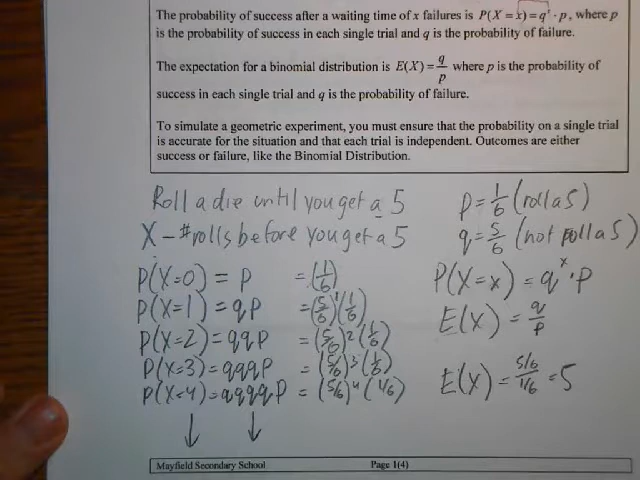 The probability of success after a waiting time of x failures is P(X = x) = qˣ · p, where p
is the probability of success in each single trial and q is the probability of failure.
The expectation for a binomial distribution is E(X) = q/p where p is the probability of
success in each single trial and q is the probability of failure.
To simulate a geometric experiment, you must ensure that the probability on a single trial
is accurate for the situation and that each trial is independent. Outcomes are either
success or failure, like the Binomial Distribution.
Roll a die until you get a 5
X - # rolls before you get a 5
P(X=0) = p = (1/6)
P(X=1) = qp = (5/6)¹(1/6)
P(X=2) = qqp = (5/6)²(1/6)
P(X=3) = qqqp = (5/6)³(1/6)
P(X=4) = qqqqp = (5/6)⁴(1/6)
p = 1/6 (roll a 5)
q = 5/6 (not roll a 5)
P(X=x) = qˣ · p
E(X) = q/p
E(X) = 5/6 / 1/6 = 5
Mayfield Secondary School Page 1(4)